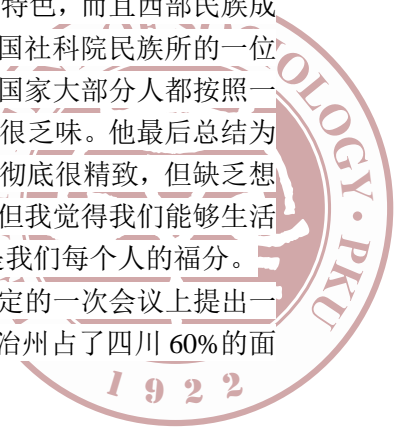 特色，而且西部民族成
国社科院民族所的一位
国家大部分人都按照一
很乏味。他最后总结为
彻底很精致，但缺乏想
但我觉得我们能够生活
是我们每个人的福分。
定的一次会议上提出一
治州占了四川 60%的面
OLOGY · PKU
1922